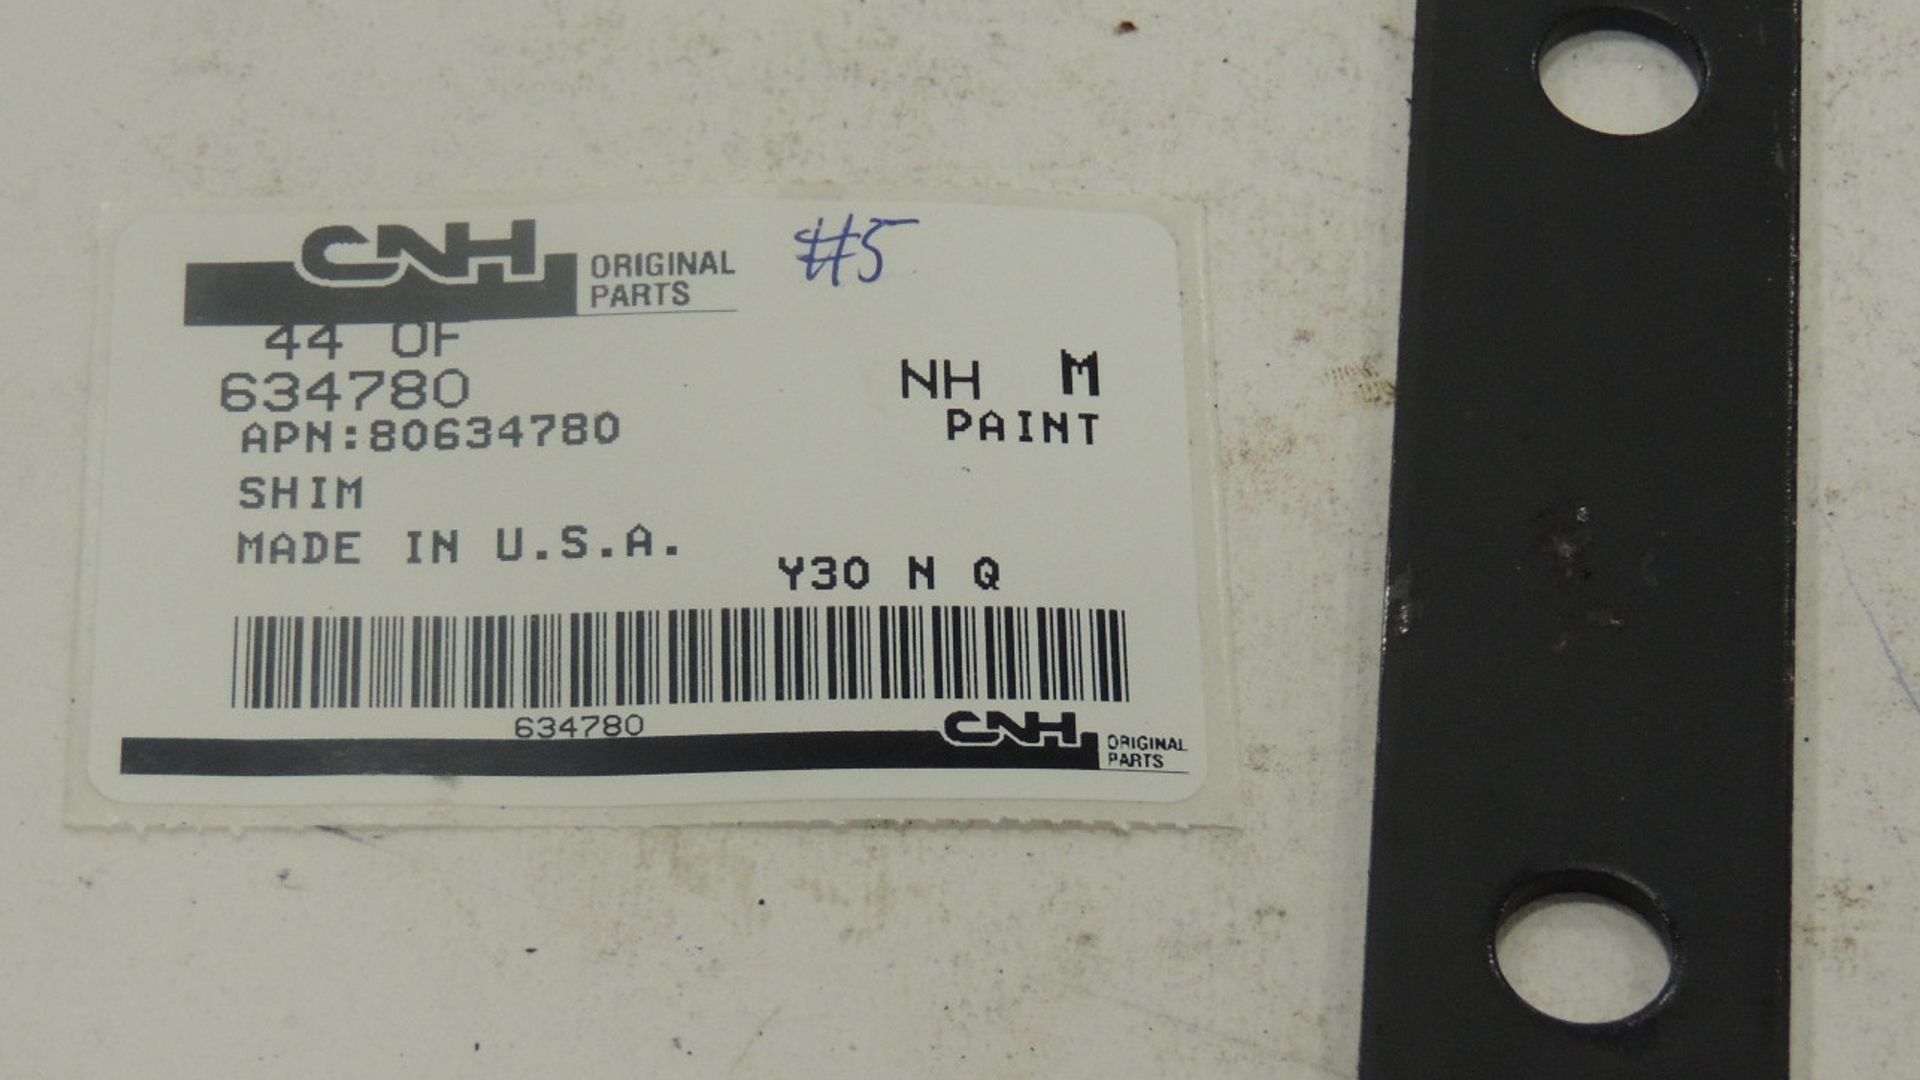 CNH ORIGINAL PARTS #5
44 OF
634780
NH M
APN:80634780
PAINT
SHIM
MADE IN U.S.A.
Y30 N Q
634780
CNH ORIGINAL PARTS